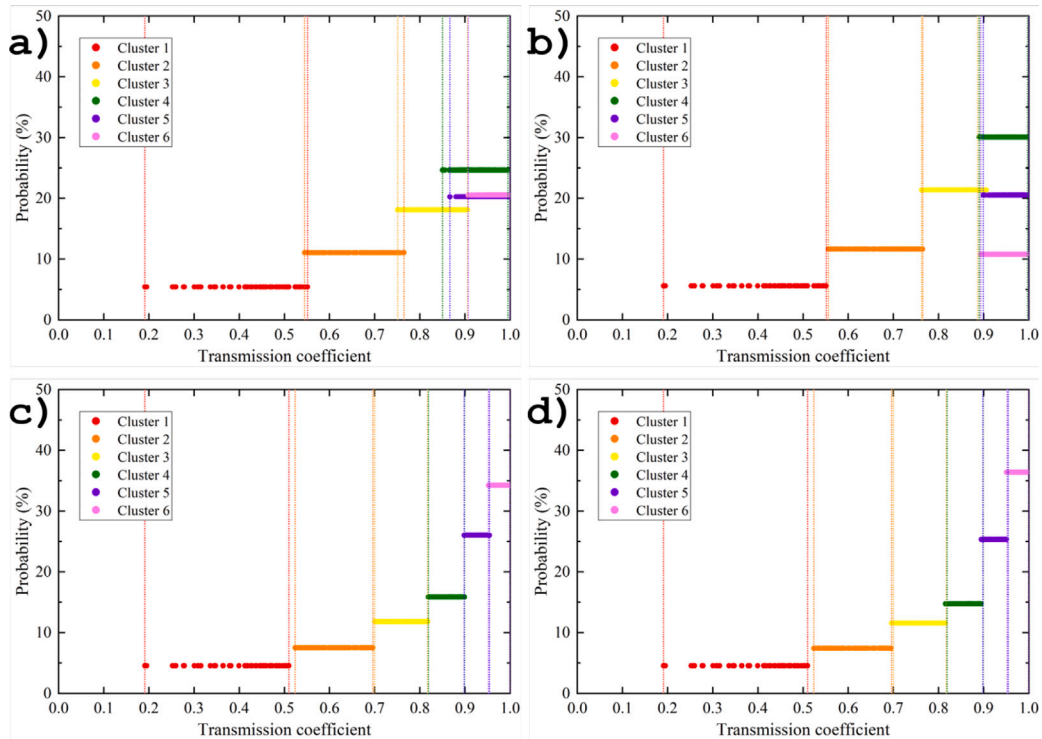 a)
50
40
30
20
10
0
Probability (%)
Cluster 1
Cluster 2
Cluster 3
Cluster 4
Cluster 5
Cluster 6
0.0 0.1 0.2 0.3 0.4 0.5 0.6 0.7 0.8 0.9 1.0
Transmission coefficient
b)
50
40
30
20
10
0
Probability (%)
Cluster 1
Cluster 2
Cluster 3
Cluster 4
Cluster 5
Cluster 6
0.0 0.1 0.2 0.3 0.4 0.5 0.6 0.7 0.8 0.9 1.0
Transmission coefficient
c)
50
40
30
20
10
0
Probability (%)
Cluster 1
Cluster 2
Cluster 3
Cluster 4
Cluster 5
Cluster 6
0.0 0.1 0.2 0.3 0.4 0.5 0.6 0.7 0.8 0.9 1.0
Transmission coefficient
d)
50
40
30
20
10
0
Probability (%)
Cluster 1
Cluster 2
Cluster 3
Cluster 4
Cluster 5
Cluster 6
0.0 0.1 0.2 0.3 0.4 0.5 0.6 0.7 0.8 0.9 1.0
Transmission coefficient